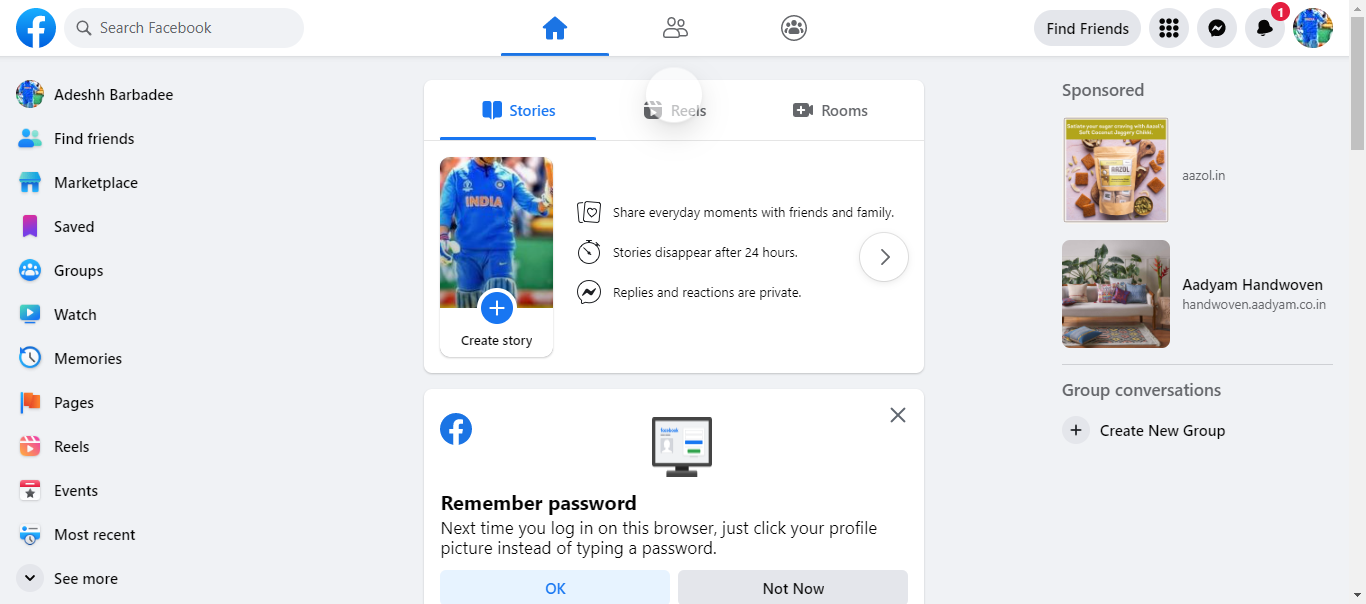 Search Facebook
Find Friends
1
Adeshh Barbadee
Find friends
Marketplace
Saved
Groups
Watch
Memories
Pages
Reels
Events
Most recent
See more
Stories
Reels
Rooms
INDIA
Create story
Share everyday moments with friends and family.
Stories disappear after 24 hours.
Replies and reactions are private.
facebook
Remember password
Next time you log in on this browser, just click your profile
picture instead of typing a password.
OK
Not Now
Sponsored
Satiate your sugar craving with Aazol's
Soft Coconut Jaggery Chikki.
AAZOL
aazol.in
Aadyam Handwoven
handwoven.aadyam.co.in
Group conversations
Create New Group